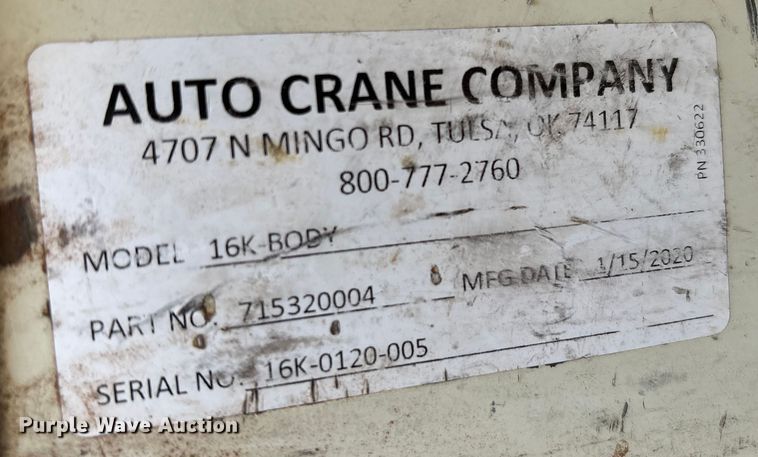 AUTO CRANE COMPANY
4707 N MINGO RD, TULSA, OK 74117
800-777-2760
PN 330622
MODEL 16K-BODY
PART NO. 715320004 MFG DATE 1/15/2020
SERIAL NO. 16K-0120-005
Purple Wave Auction